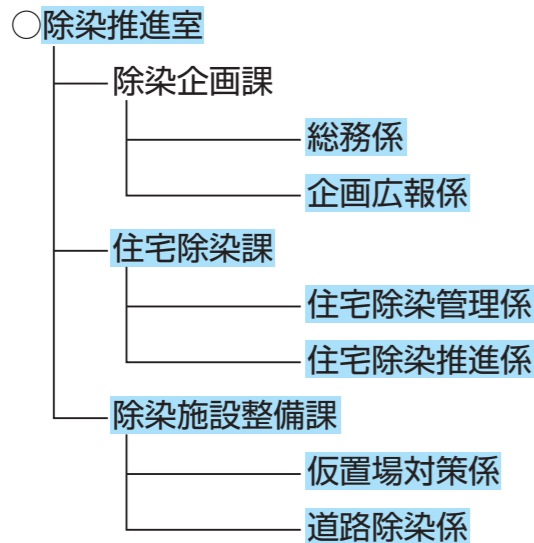 ○除染推進室
除染企画課
総務係
企画広報係
住宅除染課
住宅除染管理係
住宅除染推進係
除染施設整備課
仮置場対策係
道路除染係